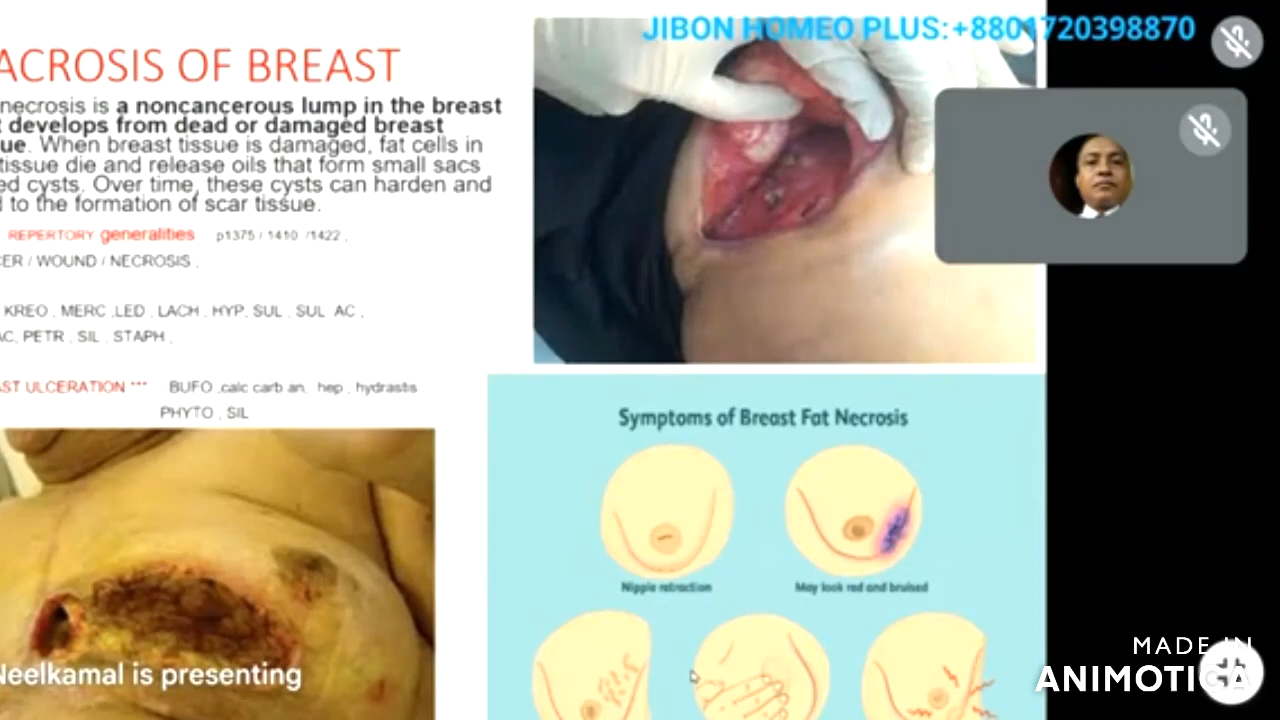 JIBON HOMEO PLUS:+8801720398870
ACROSIS OF BREAST
necrosis is a noncancerous lump in the breast
develops from dead or damaged breast
ue. When breast tissue is damaged, fat cells in
tissue die and release oils that form small sacs
ed cysts. Over time, these cysts can harden and
to the formation of scar tissue.
REPERTORY generalities p1375 / 1410 /1422 ,
CER / WOUND / NECROSIS .
KREO , MERC ,LED , LACH , HYP, SUL , SUL AC ,
AC, PETR , SIL , STAPH ,
AST ULCERATION *** BUFO ,calc carb an, hep , hydrastis
PHYTO , SIL
Symptoms of Breast Fat Necrosis
Nipple retraction
May look red and bruised
Neelkamal is presenting
MADE IN
ANIMOTICA